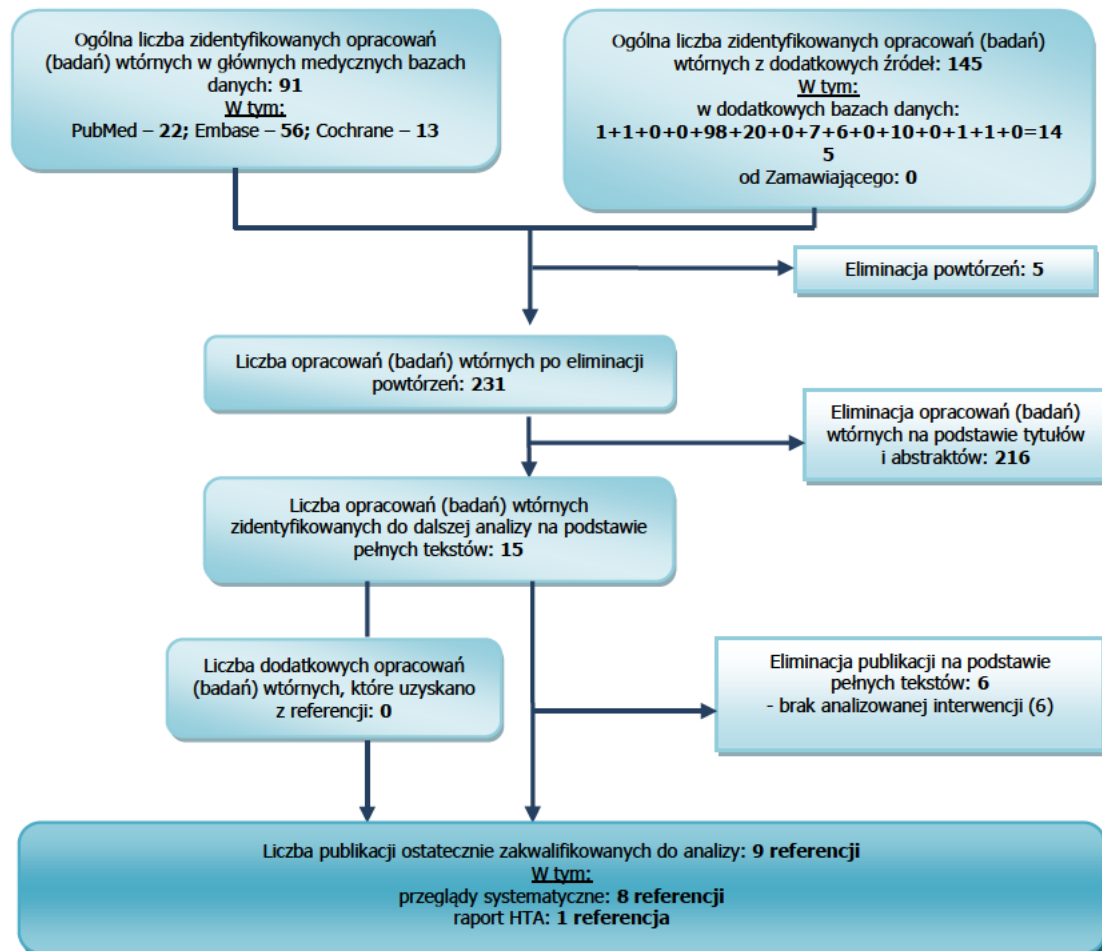 Ogólna liczba zidentyfikowanych opracowań
(badań) wtórnych w głównych medycznych bazach
danych: 91
W tym:
PubMed – 22; Embase – 56; Cochrane – 13
Ogólna liczba zidentyfikowanych opracowań (badań)
wtórnych z dodatkowych źródeł: 145
W tym:
w dodatkowych bazach danych:
1+1+0+0+98+20+0+7+6+0+10+0+1+1+0=14
5
od Zamawiającego: 0
Eliminacja powtórzeń: 5
Liczba opracowań (badań) wtórnych po eliminacji
powtórzeń: 231
Eliminacja opracowań (badań)
wtórnych na podstawie tytułów
i abstraktów: 216
Liczba opracowań (badań) wtórnych
zidentyfikowanych do dalszej analizy na podstawie
pełnych tekstów: 15
Liczba dodatkowych opracowań
(badań) wtórnych, które uzyskano
z referencji: 0
Eliminacja publikacji na podstawie
pełnych tekstów: 6
- brak analizowanej interwencji (6)
Liczba publikacji ostatecznie zakwalifikowanych do analizy: 9 referencji
W tym:
przeglądy systematyczne: 8 referencji
raport HTA: 1 referencja